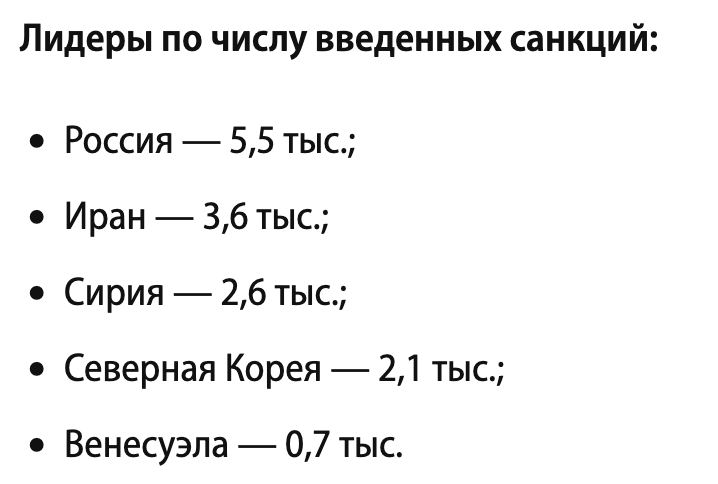 Лидеры по числу введенных санкций:
• Россия — 5,5 тыс.;
• Иран — 3,6 тыс.;
• Сирия — 2,6 тыс.;
• Северная Корея — 2,1 тыс.;
• Венесуэла — 0,7 тыс.